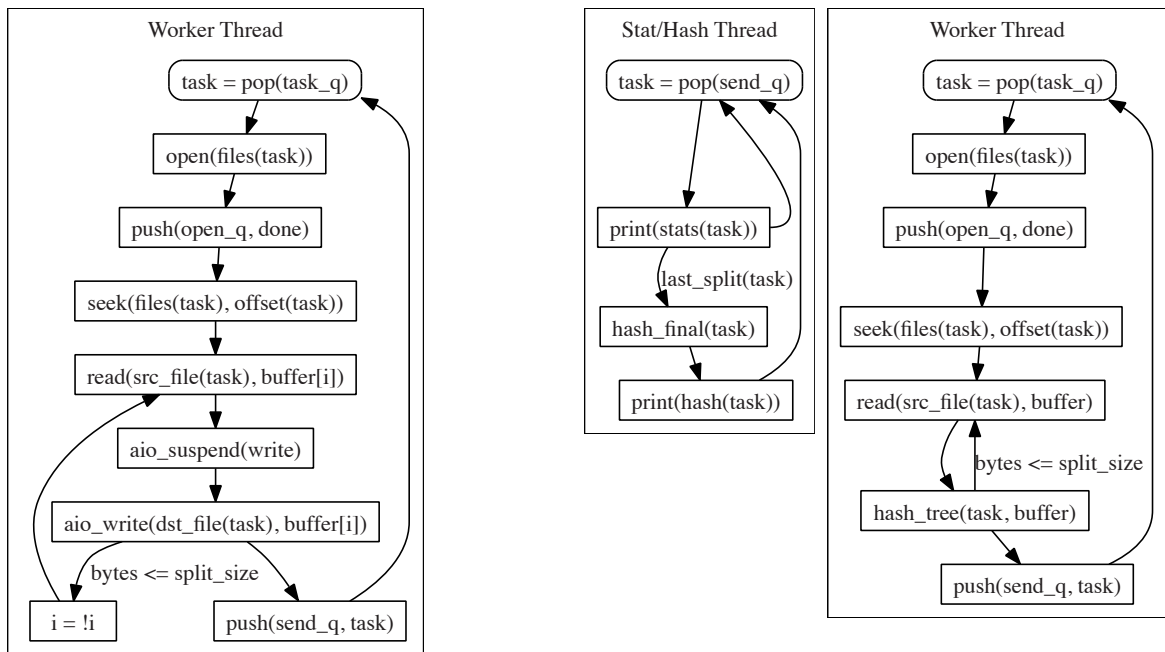 Worker Thread
task = pop(task_q)
open(files(task))
push(open_q, done)
seek(files(task), offset(task))
read(src_file(task), buffer[i])
aio_suspend(write)
aio_write(dst_file(task), buffer[i])
bytes <= split_size
i = !i
push(send_q, task)
Stat/Hash Thread
task = pop(send_q)
print(stats(task))
last_split(task)
hash_final(task)
print(hash(task))
Worker Thread
task = pop(task_q)
open(files(task))
push(open_q, done)
seek(files(task), offset(task))
read(src_file(task), buffer)
bytes <= split_size
hash_tree(task, buffer)
push(send_q, task)